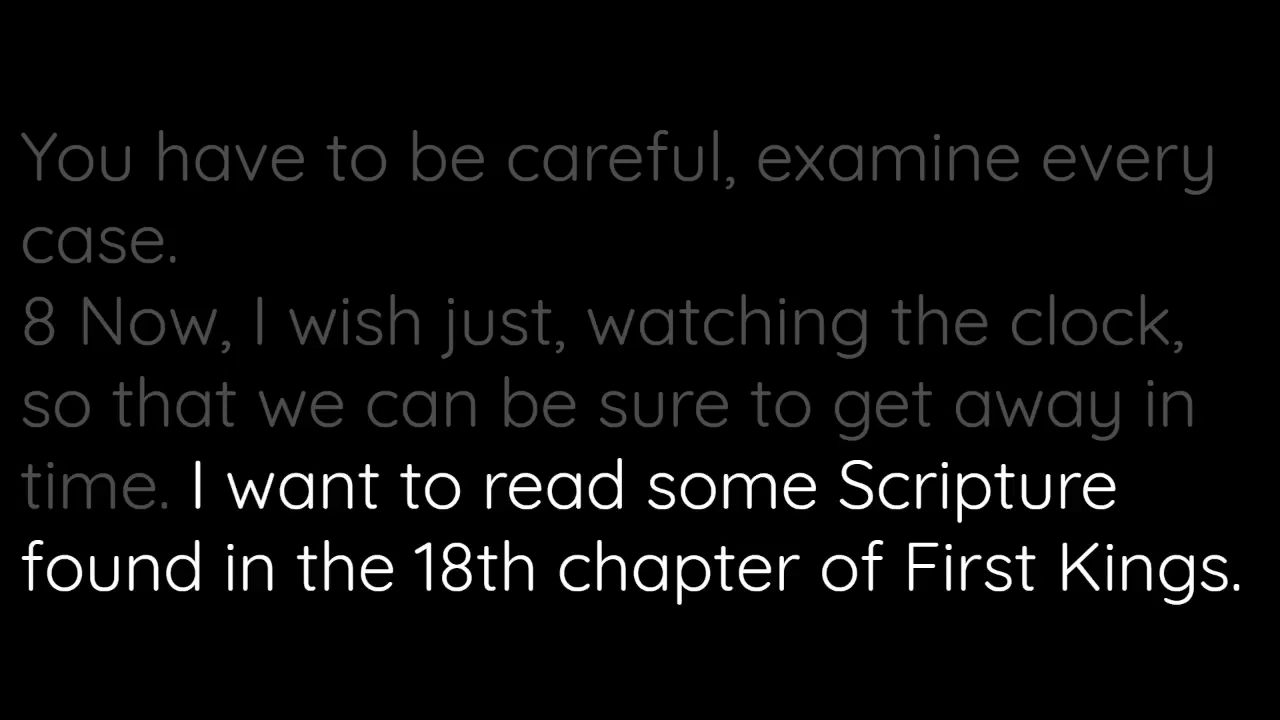 You have to be careful, examine every
case.
8 Now, I wish just, watching the clock,
so that we can be sure to get away in
time. I want to read some Scripture
found in the 18th chapter of First Kings.